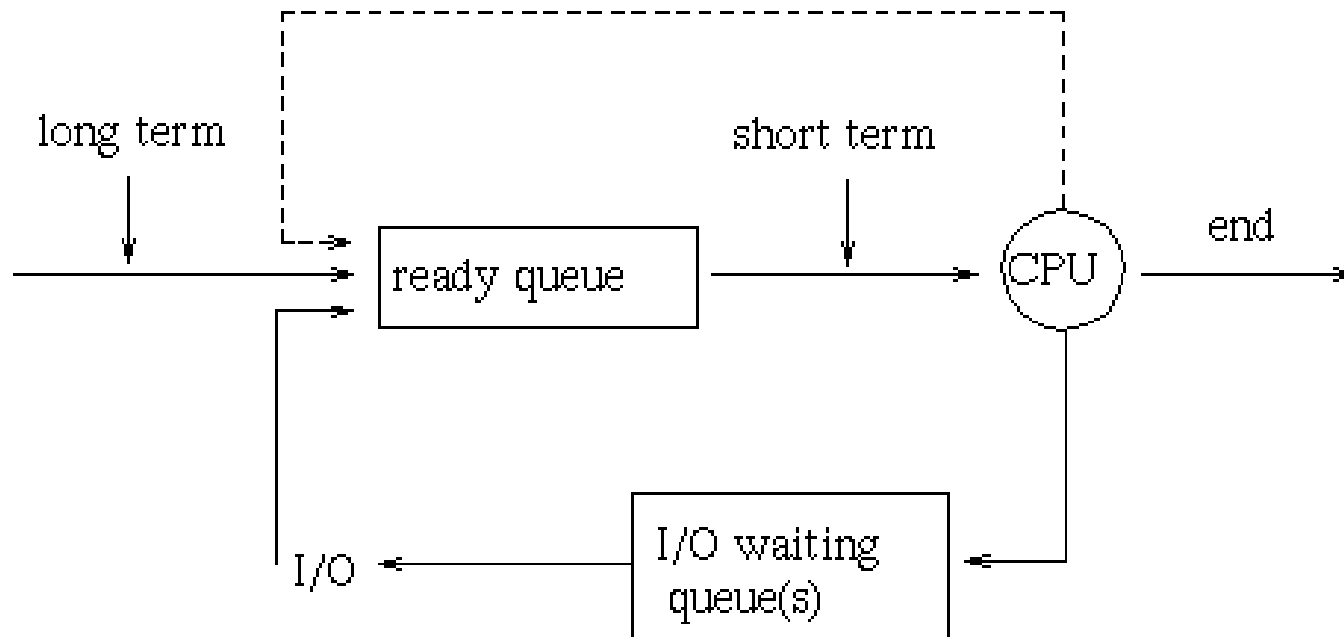 long term
short term
end
ready queue
CPU
I/O waiting
queue(s)
I/O